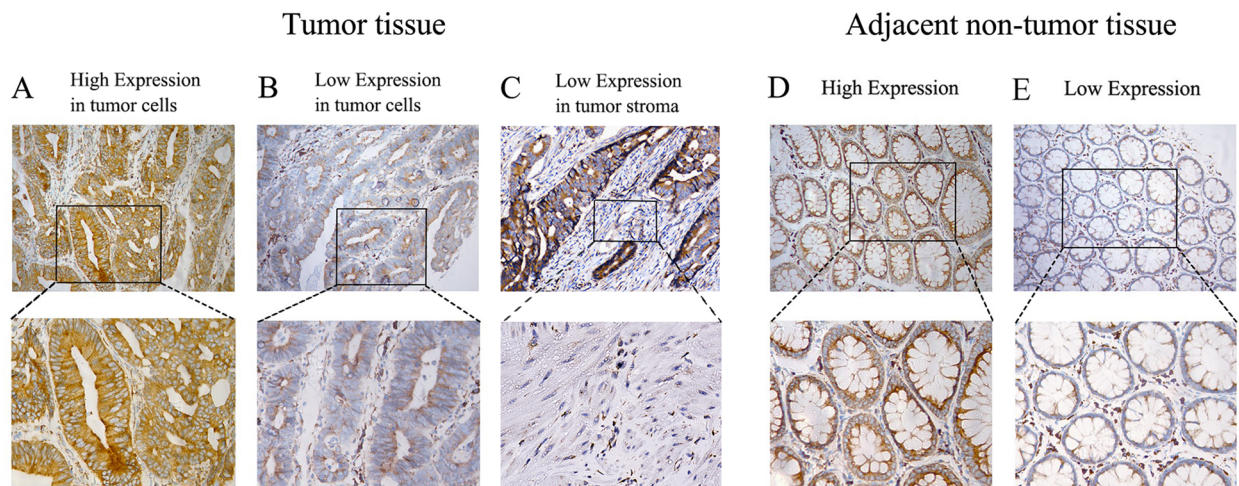 Tumor tissue
Adjacent non-tumor tissue
A
High Expression
in tumor cells
B
Low Expression
in tumor cells
C
Low Expression
in tumor stroma
D
High Expression
E
Low Expression